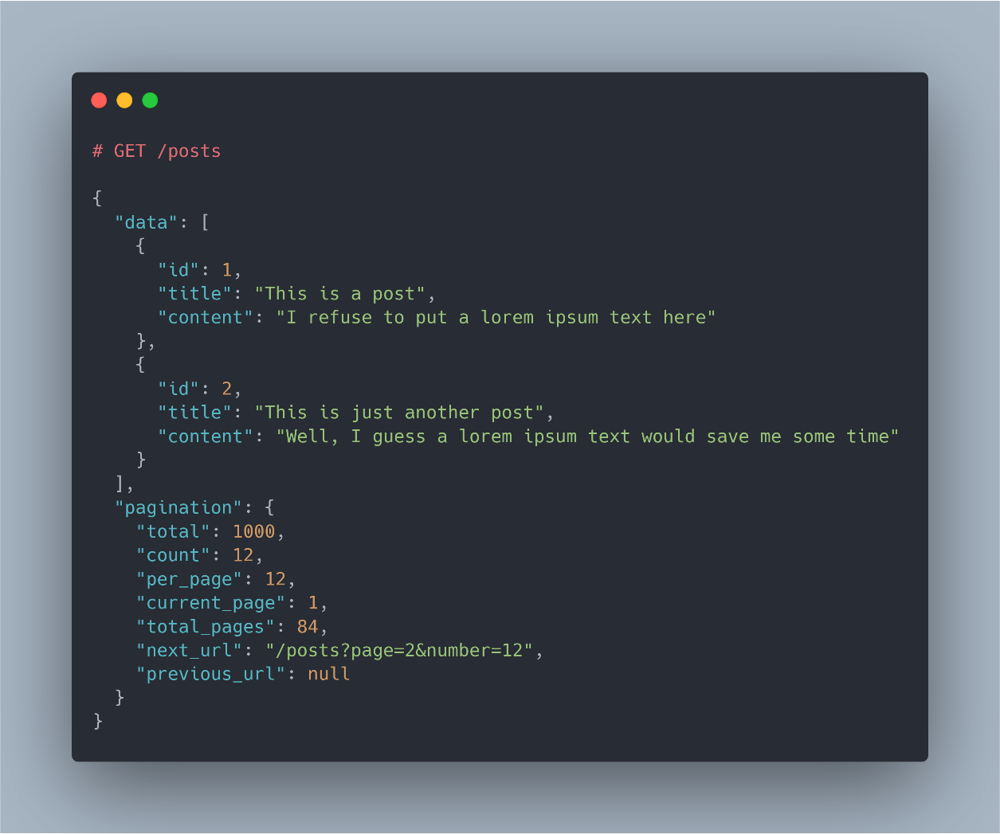 # GET /posts
{
  "data": [
    {
      "id": 1,
      "title": "This is a post",
      "content": "I refuse to put a lorem ipsum text here"
    },
    {
      "id": 2,
      "title": "This is just another post",
      "content": "Well, I guess a lorem ipsum text would save me some time"
    }
  ],
  "pagination": {
    "total": 1000,
    "count": 12,
    "per_page": 12,
    "current_page": 1,
    "total_pages": 84,
    "next_url": "/posts?page=2&number=12",
    "previous_url": null
  }
}